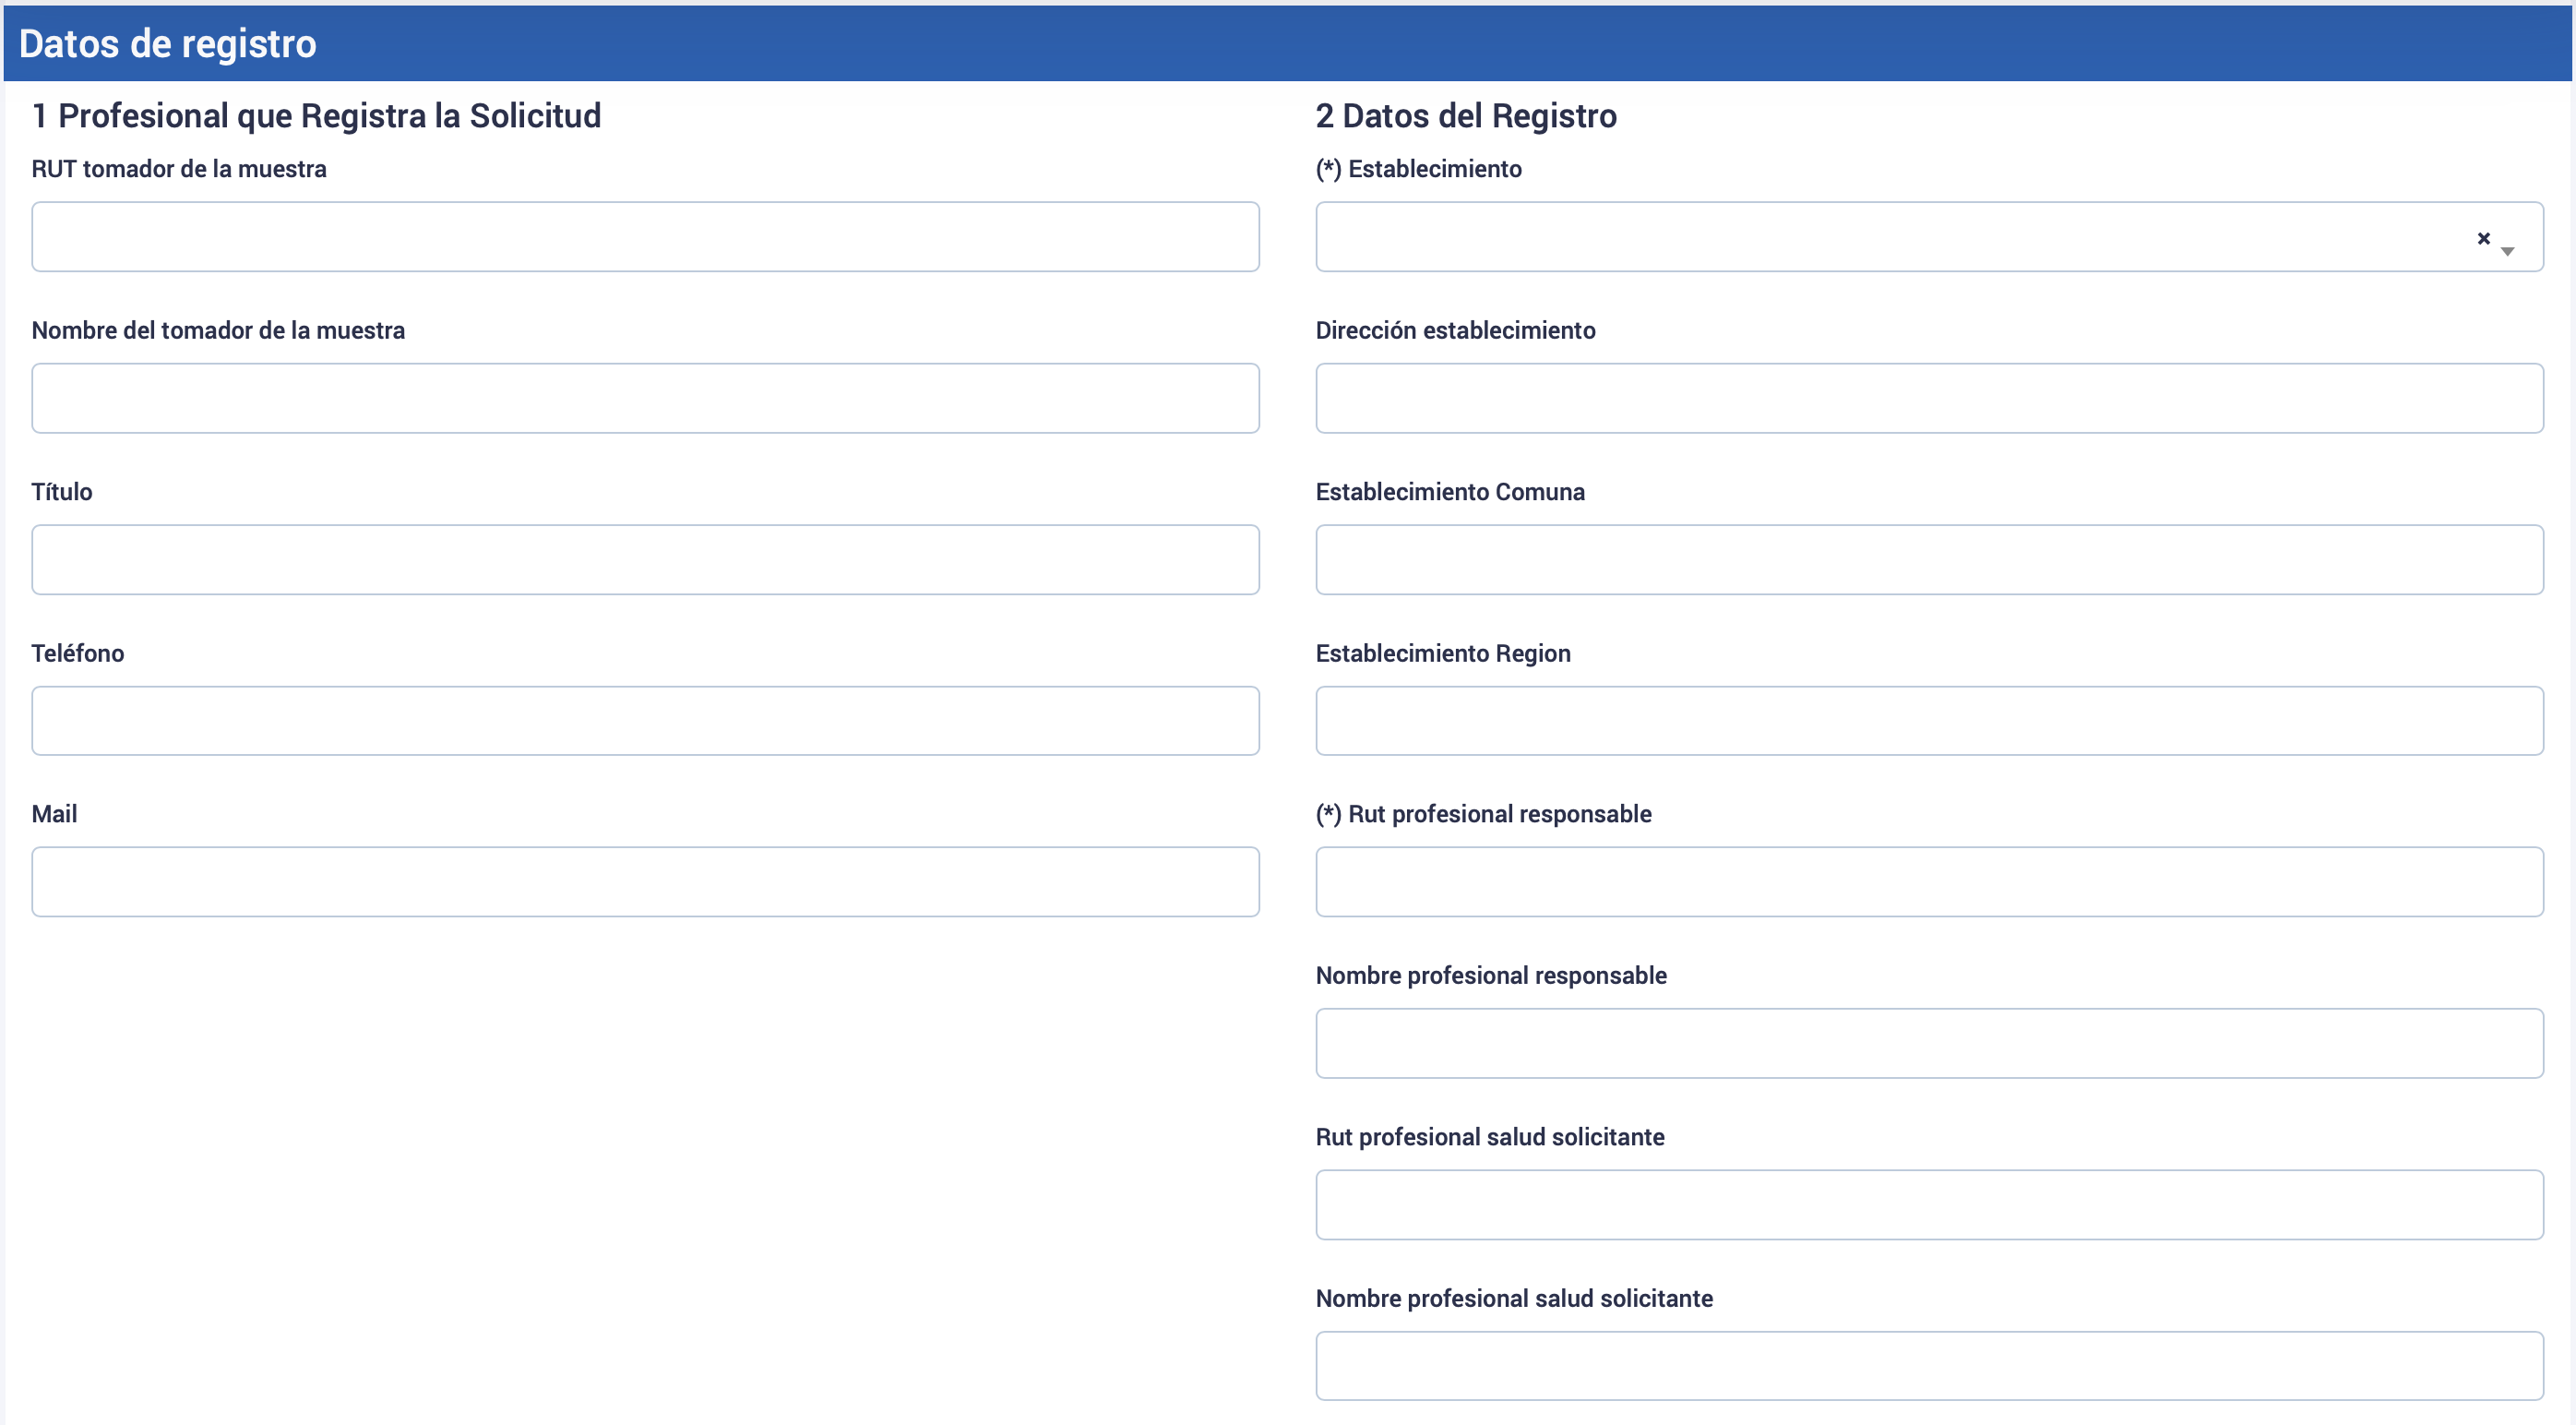 Datos de registro
1 Profesional que Registra la Solicitud
RUT tomador de la muestra
Nombre del tomador de la muestra
Título
Teléfono
Mail
2 Datos del Registro
(*) Establecimiento
×
Dirección establecimiento
Establecimiento Comuna
Establecimiento Region
(*) Rut profesional responsable
Nombre profesional responsable
Rut profesional salud solicitante
Nombre profesional salud solicitante